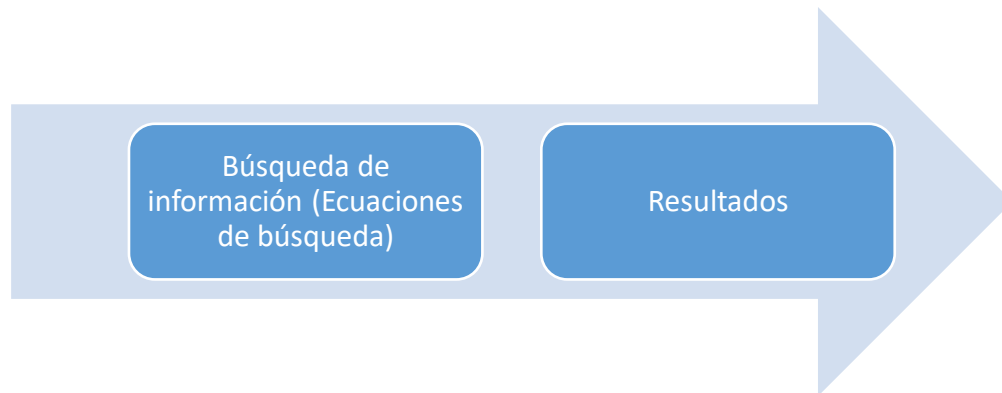 Búsqueda de
información (Ecuaciones
de búsqueda)
Resultados